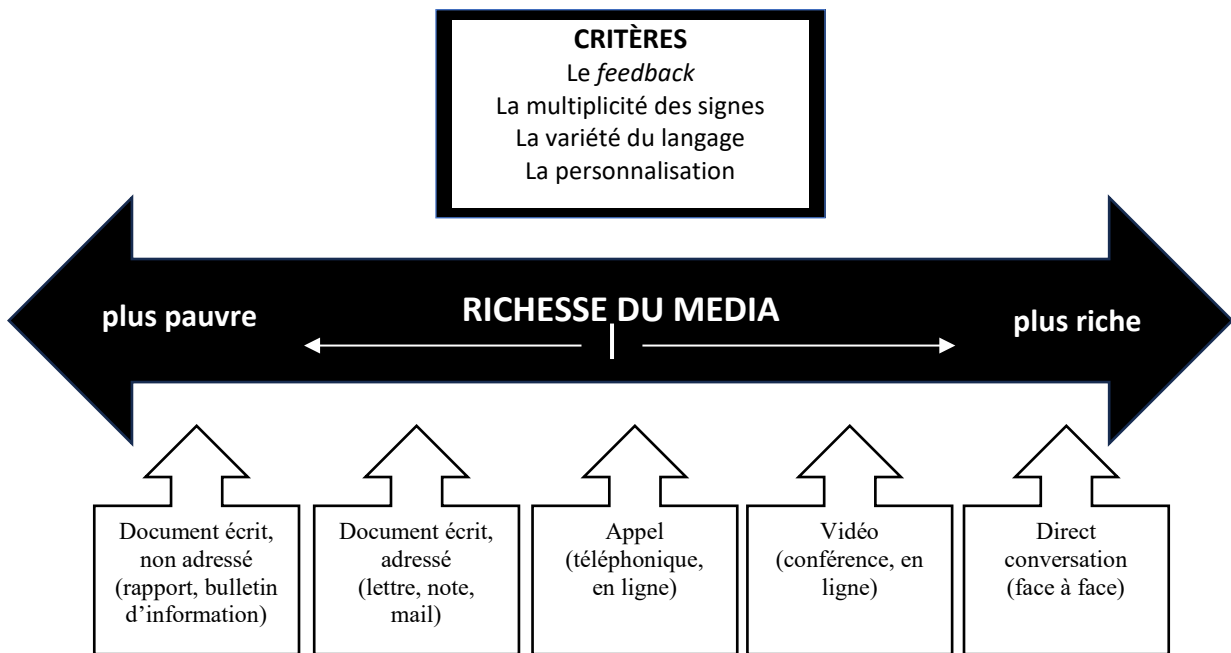 CRITÈRES
Le feedback
La multiplicité des signes
La variété du langage
La personnalisation
plus pauvre
RICHESSE DU MEDIA
plus riche
Document écrit,
non adressé
(rapport, bulletin
d’information)
Document écrit,
adressé
(lettre, note,
mail)
Appel
(téléphonique,
en ligne)
Vidéo
(conférence, en
ligne)
Direct
conversation
(face à face)